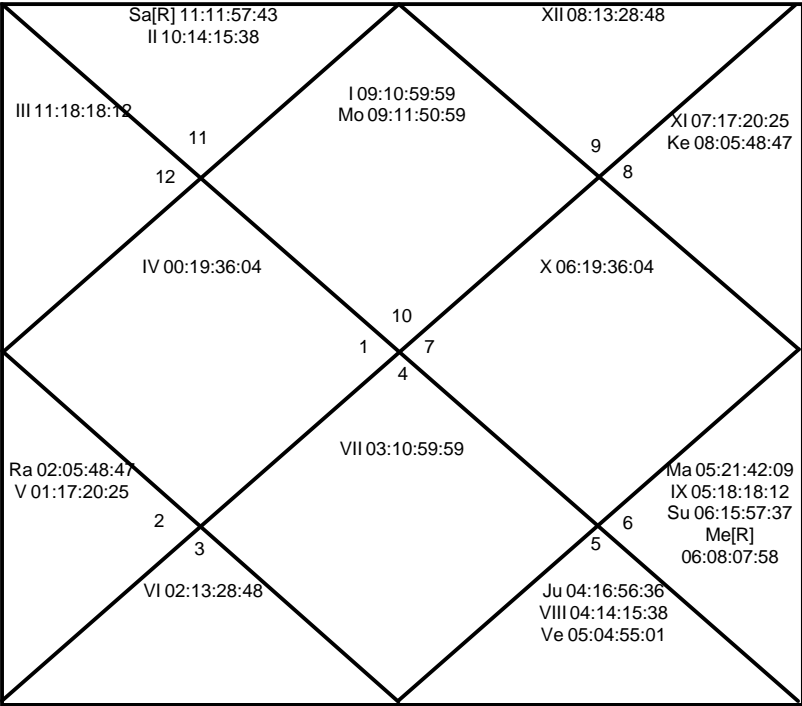 Sa[R] 11:11:57:43
II 10:14:15:38
XII 08:13:28:48
I 09:10:59:59
Mo 09:11:50:59
III 11:18:18:12
XI 07:17:20:25
Ke 08:05:48:47
11
9
12
8
IV 00:19:36:04
X 06:19:36:04
10
1
7
4
VII 03:10:59:59
Ra 02:05:48:47
V 01:17:20:25
Ma 05:21:42:09
IX 05:18:18:12
Su 06:15:57:37
Me[R]
06:08:07:58
2
6
3
5
VI 02:13:28:48
Ju 04:16:56:36
VIII 04:14:15:38
Ve 05:04:55:01